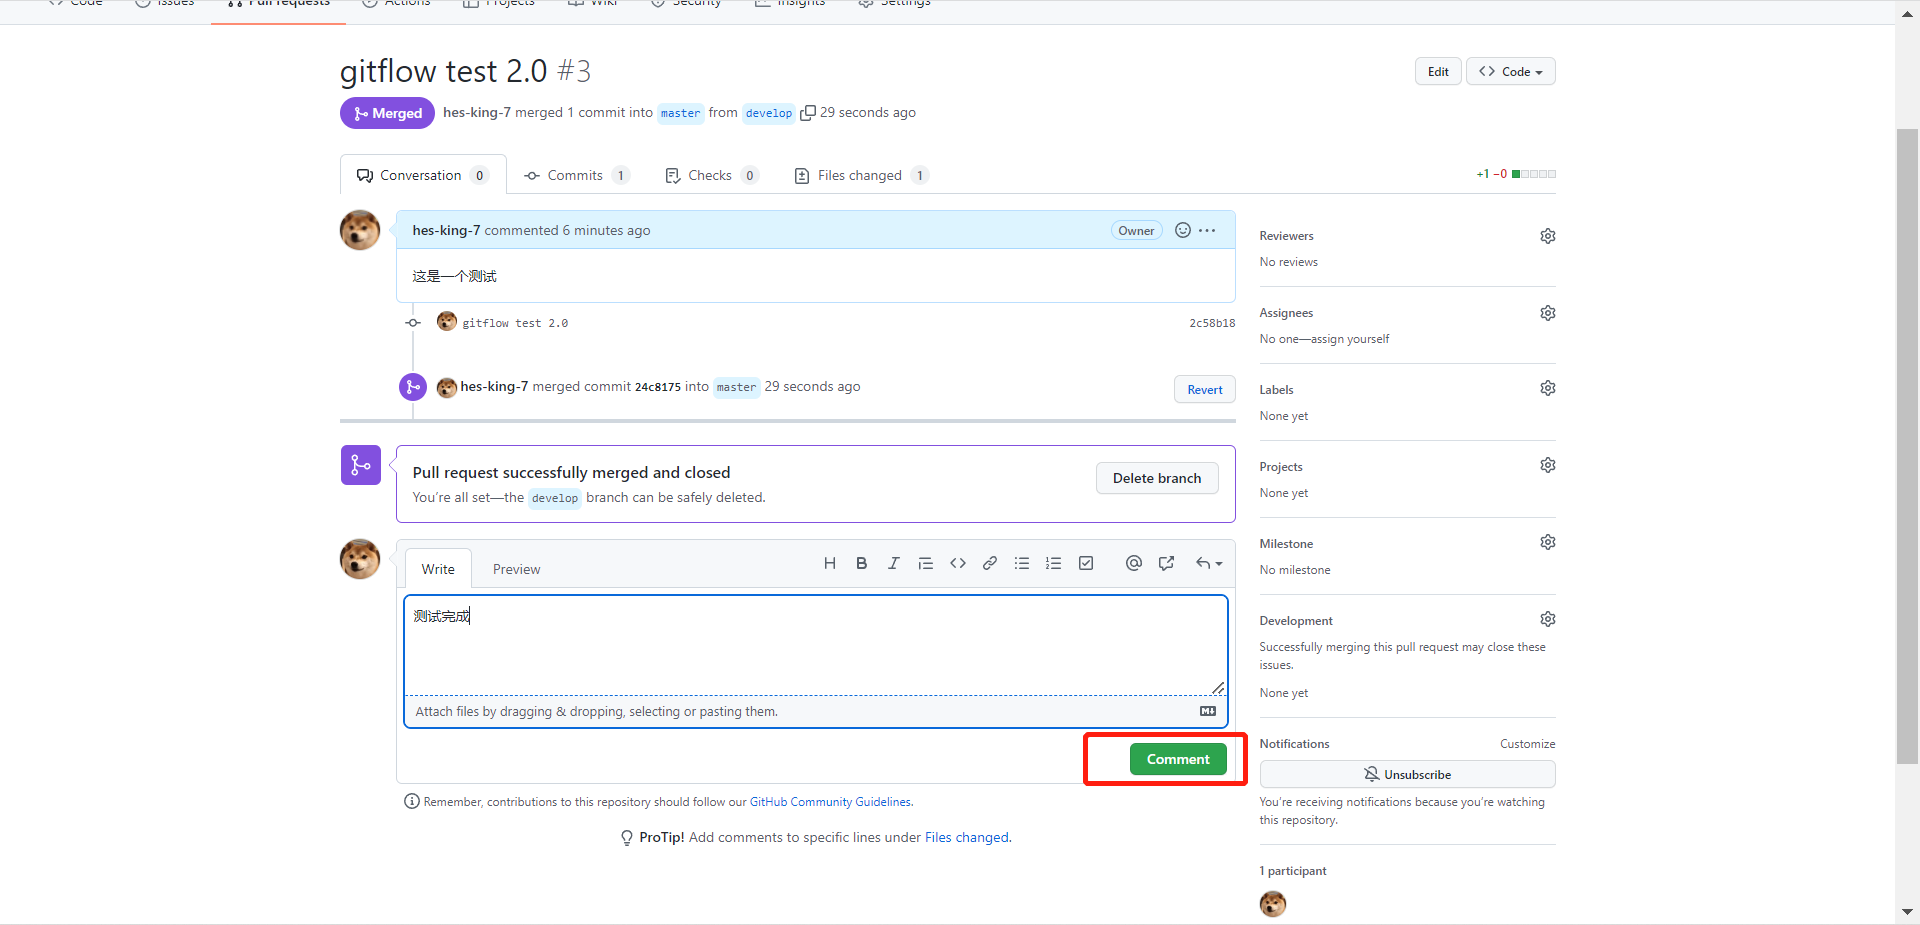 Code Issues Pull requests Actions Projects Wiki Security Insights Settings
gitflow test 2.0 #3
Edit
Code
Merged
hes-king-7 merged 1 commit into master from develop 29 seconds ago
Conversation 0
Commits 1
Checks 0
Files changed 1
+1 −0
hes-king-7 commented 6 minutes ago
Owner
这是一个测试
gitflow test 2.0
2c58b18
hes-king-7 merged commit 24c8175 into master 29 seconds ago
Revert
Pull request successfully merged and closed
You're all set—the develop branch can be safely deleted.
Delete branch
Write
Preview
测试完成
Attach files by dragging & dropping, selecting or pasting them.
Comment
Remember, contributions to this repository should follow our GitHub Community Guidelines.
ProTip! Add comments to specific lines under Files changed.
Reviewers
No reviews
Assignees
No one—assign yourself
Labels
None yet
Projects
None yet
Milestone
No milestone
Development
Successfully merging this pull request may close these
issues.
None yet
Notifications
Customize
Unsubscribe
You're receiving notifications because you're watching
this repository.
1 participant